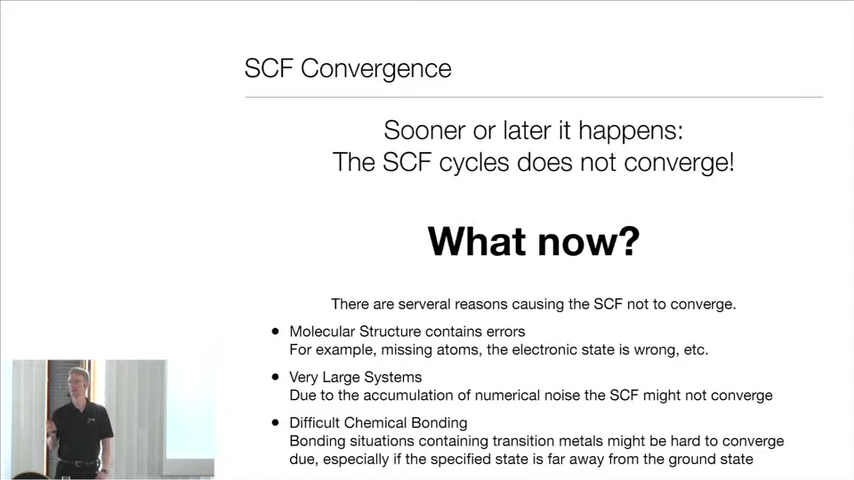 SCF Convergence
Sooner or later it happens:
The SCF cycles does not converge!
What now?
There are serveral reasons causing the SCF not to converge.
• Molecular Structure contains errors
For example, missing atoms, the electronic state is wrong, etc.
• Very Large Systems
Due to the accumulation of numerical noise the SCF might not converge
• Difficult Chemical Bonding
Bonding situations containing transition metals might be hard to converge
due, especially if the specified state is far away from the ground state